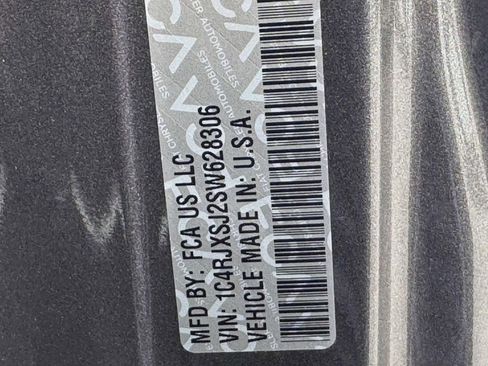 MFD BY: FCA US LLC
VIN: 1C4RJXSJ2SW628306
VEHICLE MADE IN: U.S.A.